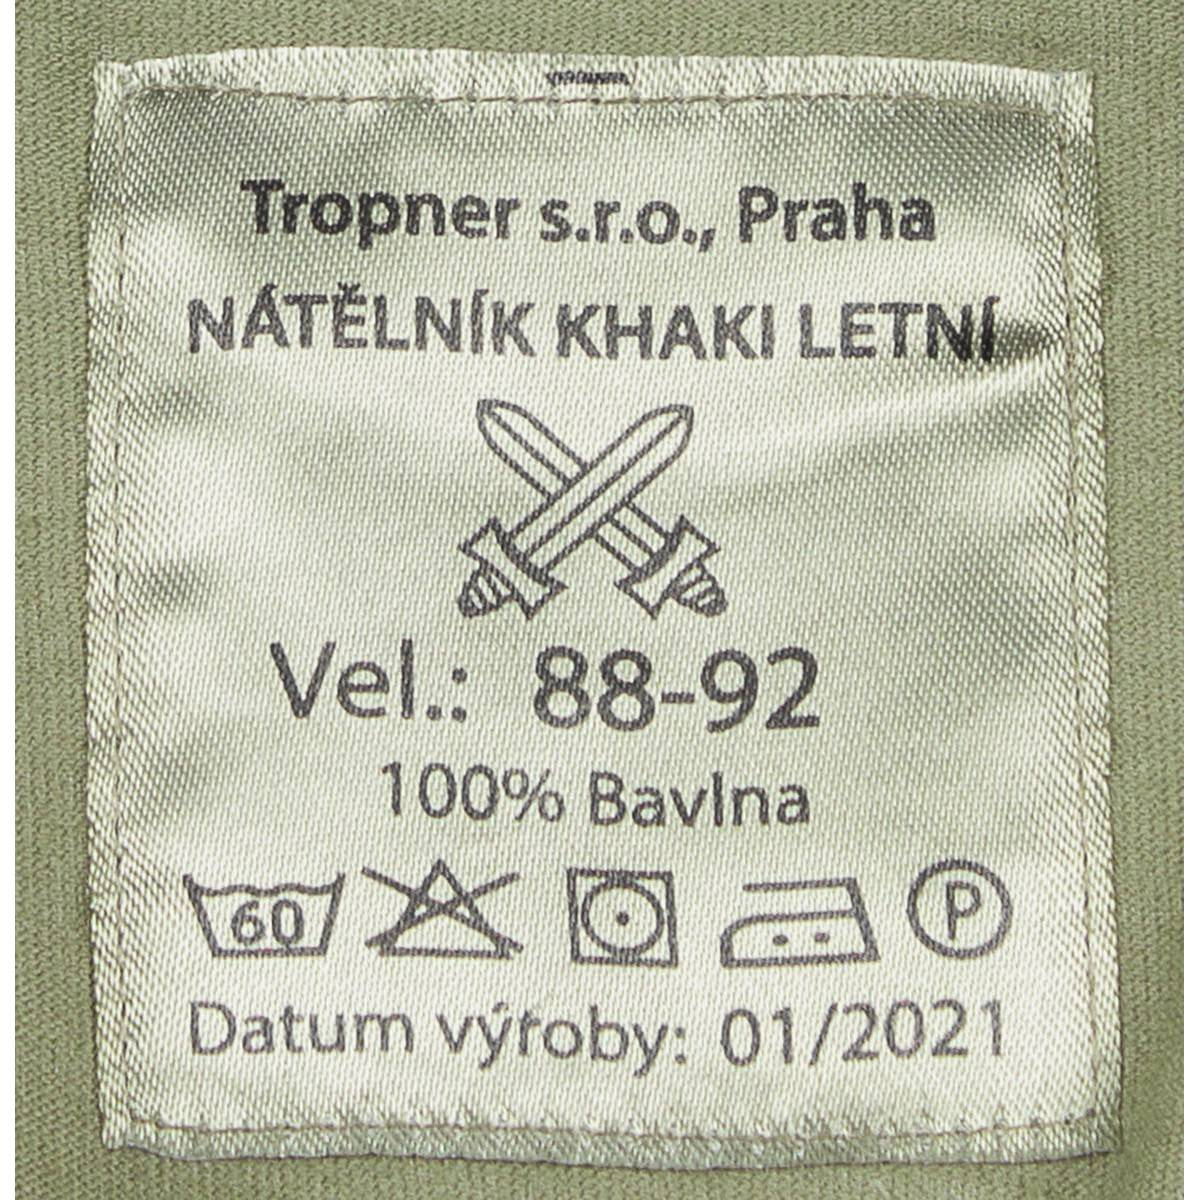 Tropner s.r.o., Praha
NÁTĚLNÍK KHAKI LETNÍ
Vel.: 88-92
100% Bavlna
60 P
Datum výroby: 01/2021